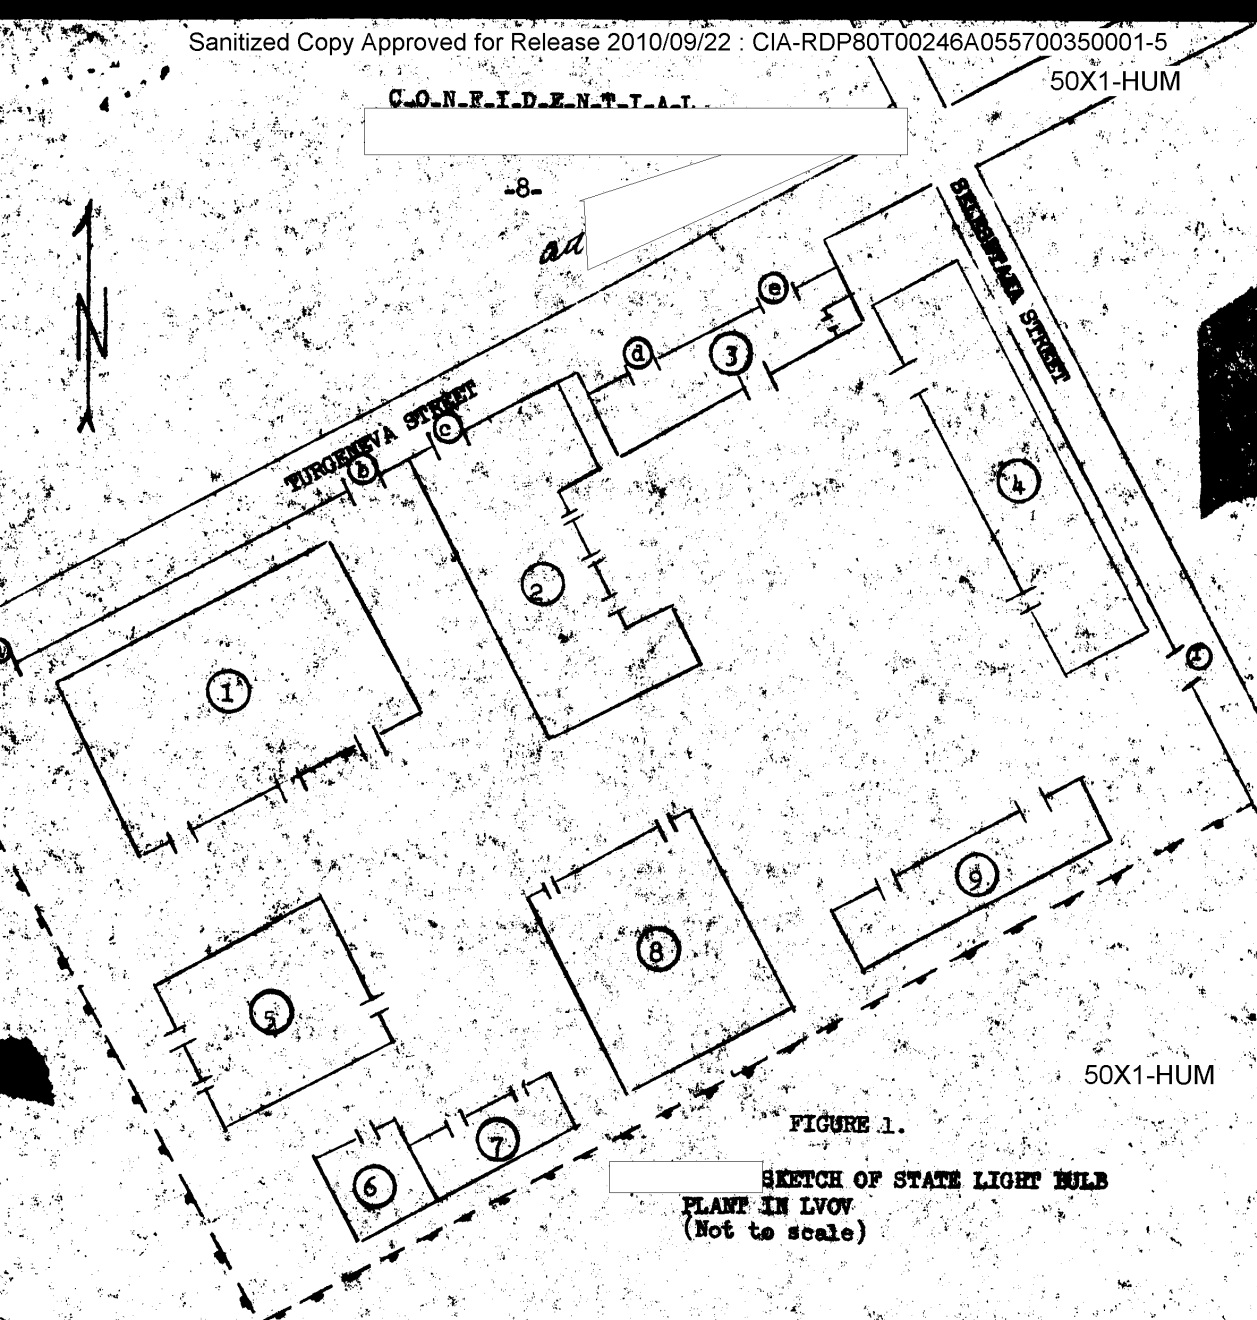 Sanitized Copy Approved for Release 2010/09/22 : CIA-RDP80T00246A055700350001-5
50X1-HUM
C-O-N-F-I-D-E-N-T-I-A-L
-8-
N
STREET
TURGENEVA STREET
e
d
3
c
b
4
2
1
f
9
8
5
7
6
50X1-HUM
FIGURE 1.
SKETCH OF STATE LIGHT BULB
PLANT IN LVOV
(Not to scale)